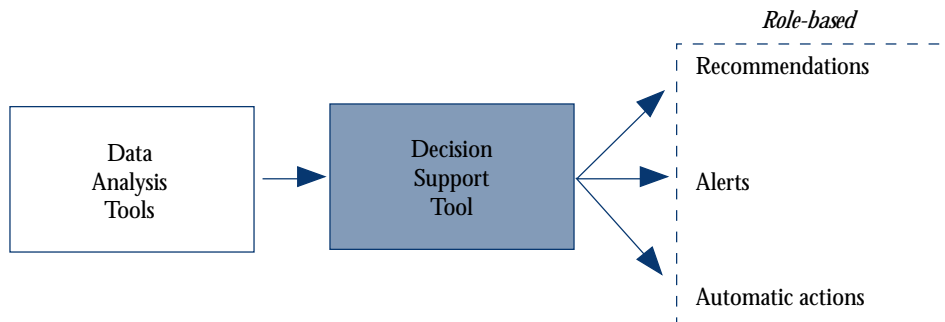 Role-based
Recommendations
Data
Analysis
Tools
Decision
Support
Tool
Alerts
Automatic actions